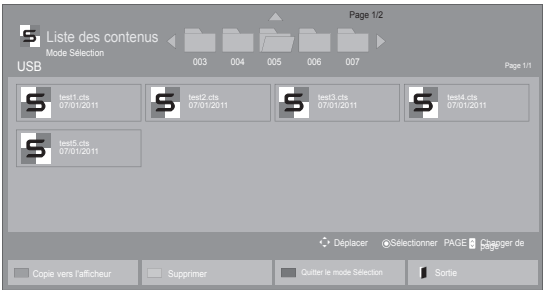 Page 1/2
Liste des contenus
Mode Sélection
003 004 005 006 007
USB
Page 1/1
test1.cts
07/01/2011
test2.cts
07/01/2011
test3.cts
07/01/2011
test4.cts
07/01/2011
test5.cts
07/01/2011
Déplacer Sélectionner PAGE Changer de page
Copie vers l'afficheur
Supprimer
Quitter le mode Sélection
Sortie